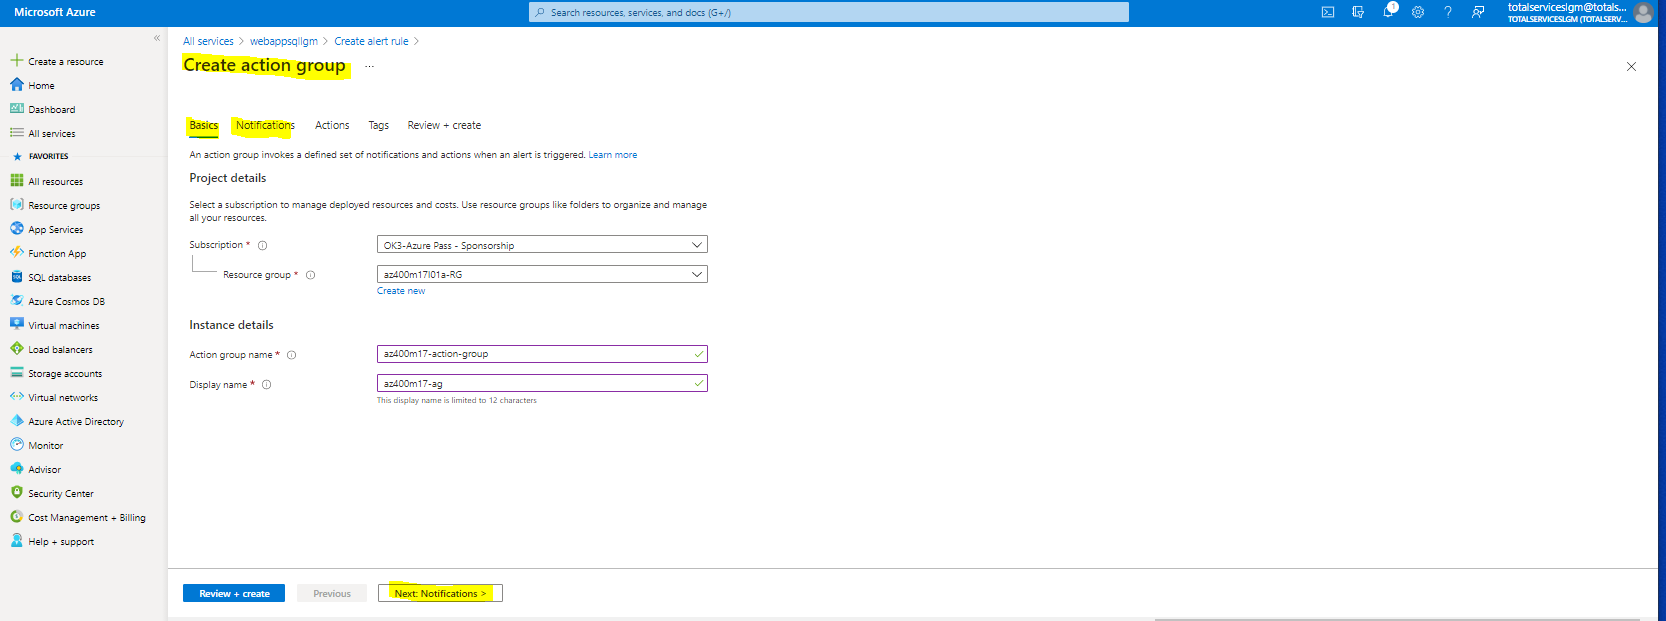 Microsoft Azure
Search resources, services, and docs (G+/)
1
totalserviceslgm@totals...
TOTALSERVICESLGM (TOTALSERV...
Create a resource
Home
Dashboard
All services
FAVORITES
All resources
Resource groups
App Services
Function App
SQL databases
Azure Cosmos DB
Virtual machines
Load balancers
Storage accounts
Virtual networks
Azure Active Directory
Monitor
Advisor
Security Center
Cost Management + Billing
Help + support
All services > webappsqllgm > Create alert rule >
Create action group ...
Basics Notifications Actions Tags Review + create
An action group invokes a defined set of notifications and actions when an alert is triggered. Learn more
Project details
Select a subscription to manage deployed resources and costs. Use resource groups like folders to organize and manage
all your resources.
Subscription * OK3-Azure Pass - Sponsorship
Resource group * az400m17l01a-RG
Create new
Instance details
Action group name * az400m17-action-group
Display name * az400m17-ag
This display name is limited to 12 characters
Review + create Previous Next: Notifications >